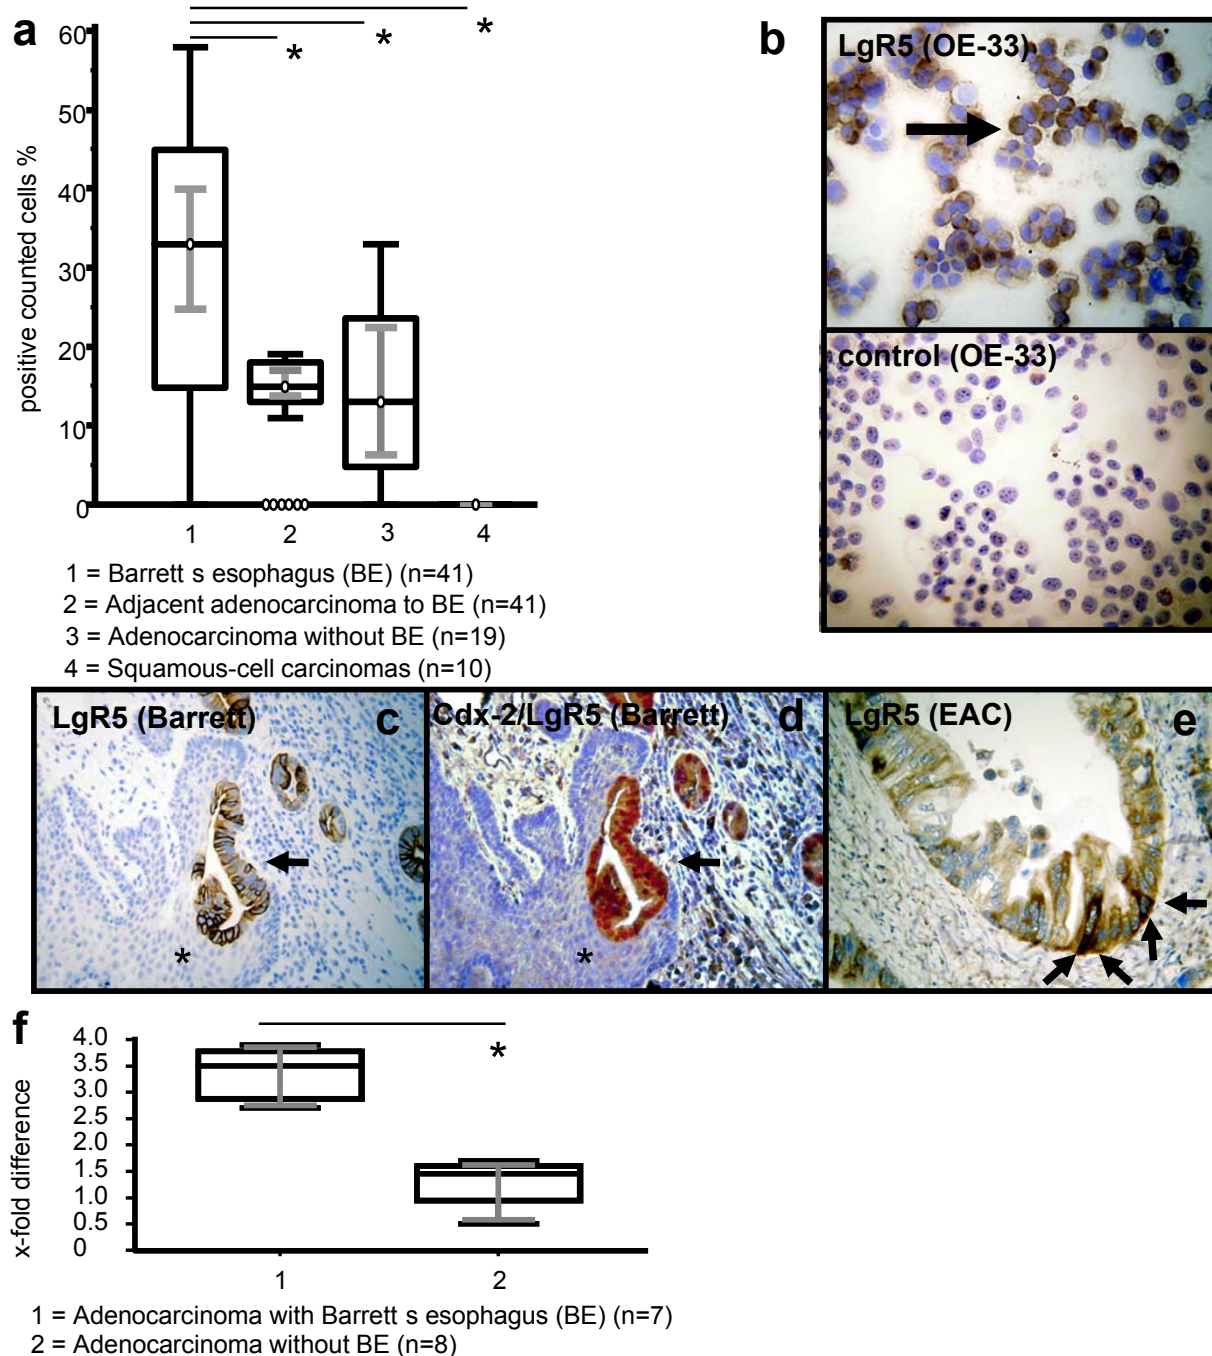 a
60
50
40
30
20
10
0
positive counted cells %
*
*
*
1 2 3 4
1 = Barrett s esophagus (BE) (n=41)
2 = Adjacent adenocarcinoma to BE (n=41)
3 = Adenocarcinoma without BE (n=19)
4 = Squamous-cell carcinomas (n=10)
b
LgR5 (OE-33)
control (OE-33)
LgR5 (Barrett) c
*
Cdx-2/LgR5 (Barrett) d
*
LgR5 (EAC) e
f
4.0
3.5
3.0
2.5
2.0
1.5
1.0
0.5
0
x-fold difference
*
1 2
1 = Adenocarcinoma with Barrett s esophagus (BE) (n=7)
2 = Adenocarcinoma without BE (n=8)